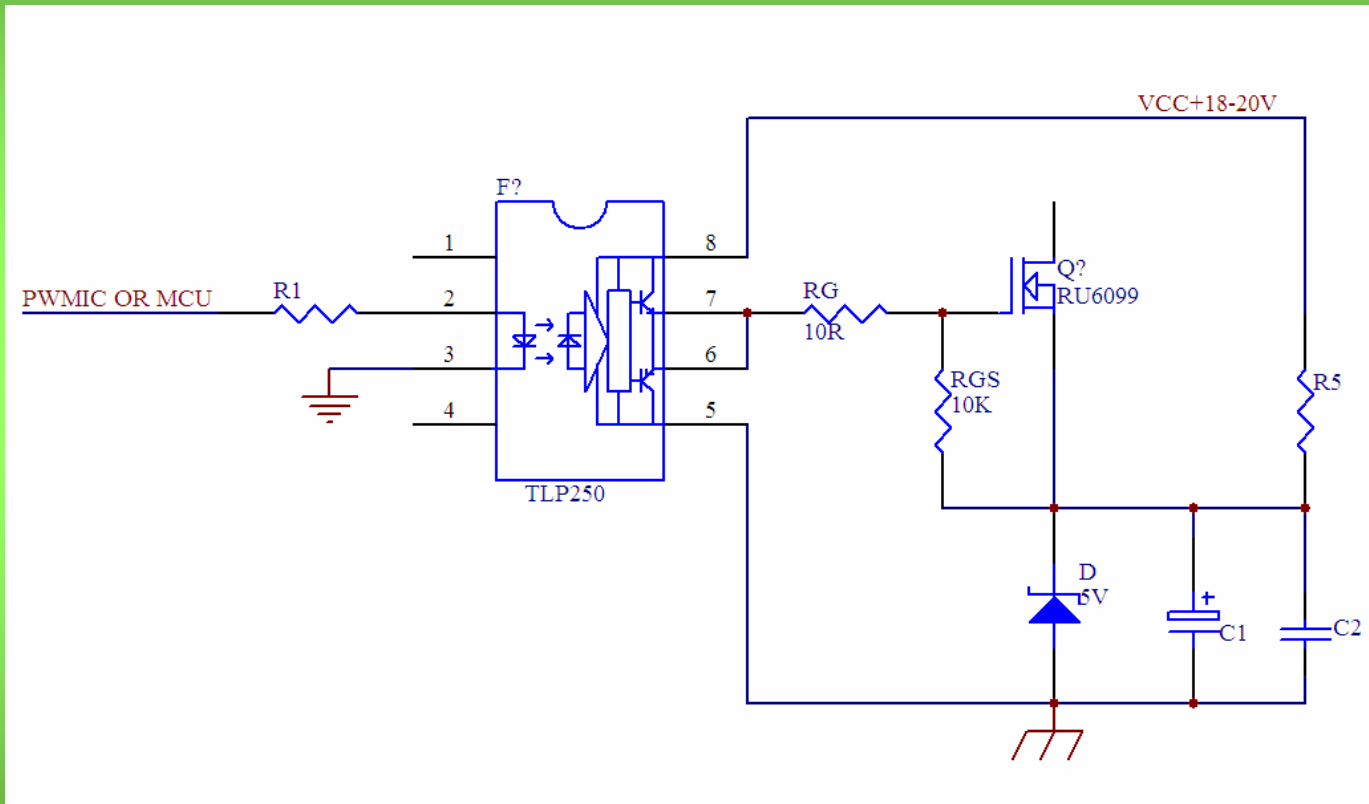 VCC+18-20V
F?
1
8
Q?
RU6099
PWMIC OR MCU
R1
2
7
RG
10R
3
6
RGS
10K
R5
4
5
TLP250
D
5V
+
C1
C2